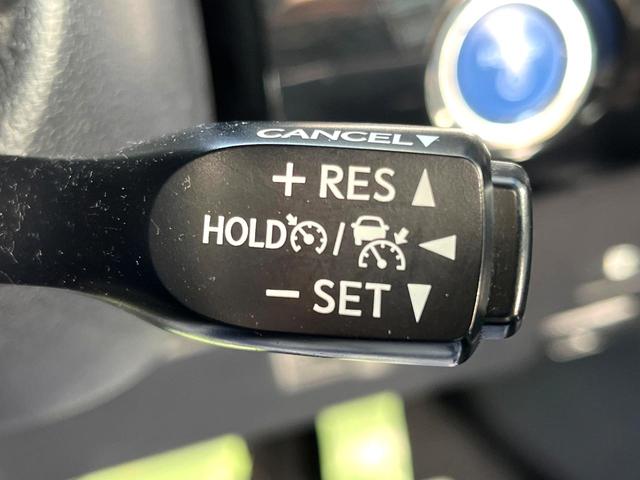 CANCEL▼
+ RES ▲
HOLD / ◀
− SET ▼